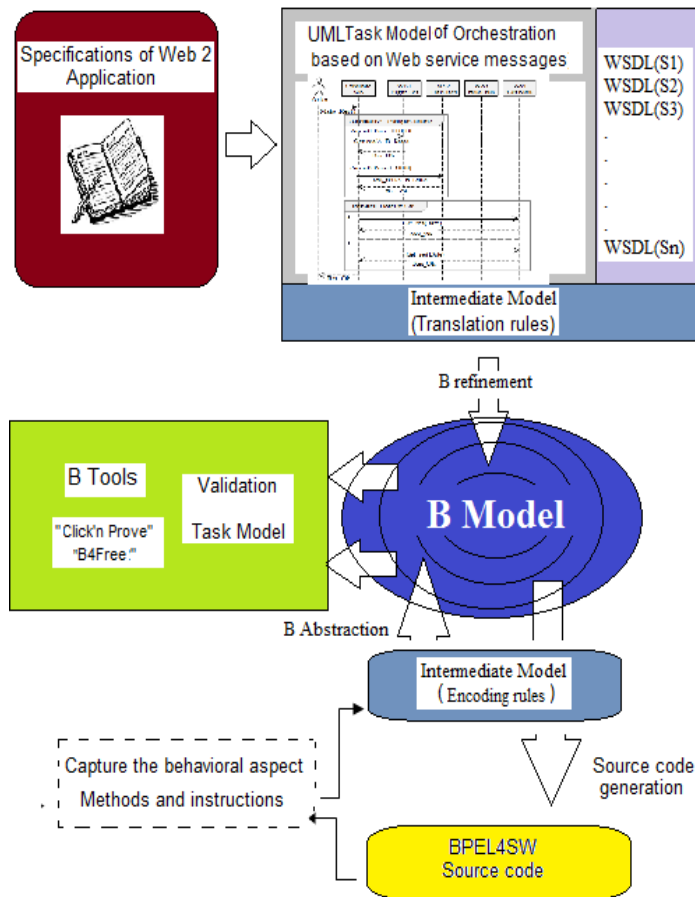 Specifications of Web 2
Application
UMLTask Model of Orchestration
based on Web service messages
WSDL(S1)
WSDL(S2)
WSDL(S3)
.
.
.
.
.
WSDL(Sn)
Intermediate Model
(Translation rules)
B refinement
B Tools
"Click'n Prove"
"B4Free:"
Validation
Task Model
B Model
B Abstraction
Intermediate Model
( Encoding rules )
Capture the behavioral aspect
Methods and instructions
Source code
generation
BPEL4SW
Source code